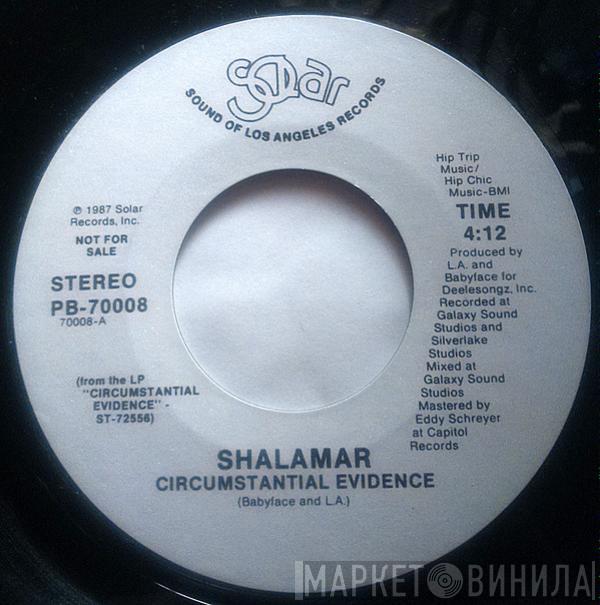 SOLAR
SOUND OF LOS ANGELES RECORDS
℗ 1987 Solar
Records, Inc.
NOT FOR
SALE
STEREO
PB-70008
70008-A
(from the LP
"CIRCUMSTANTIAL
EVIDENCE" -
ST-72556)
Hip Trip
Music/
Hip Chic
Music-BMI
TIME
4:12
Produced by
L.A. and
Babyface for
Deelesongz, Inc.
Recorded at
Galaxy Sound
Studios and
Silverlake
Studios
Mixed at
Galaxy Sound
Studios
Mastered by
Eddy Schreyer
at Capitol
Records
SHALAMAR
CIRCUMSTANTIAL EVIDENCE
(Babyface and L.A.)
МАРКЕТ ВИНИЛА